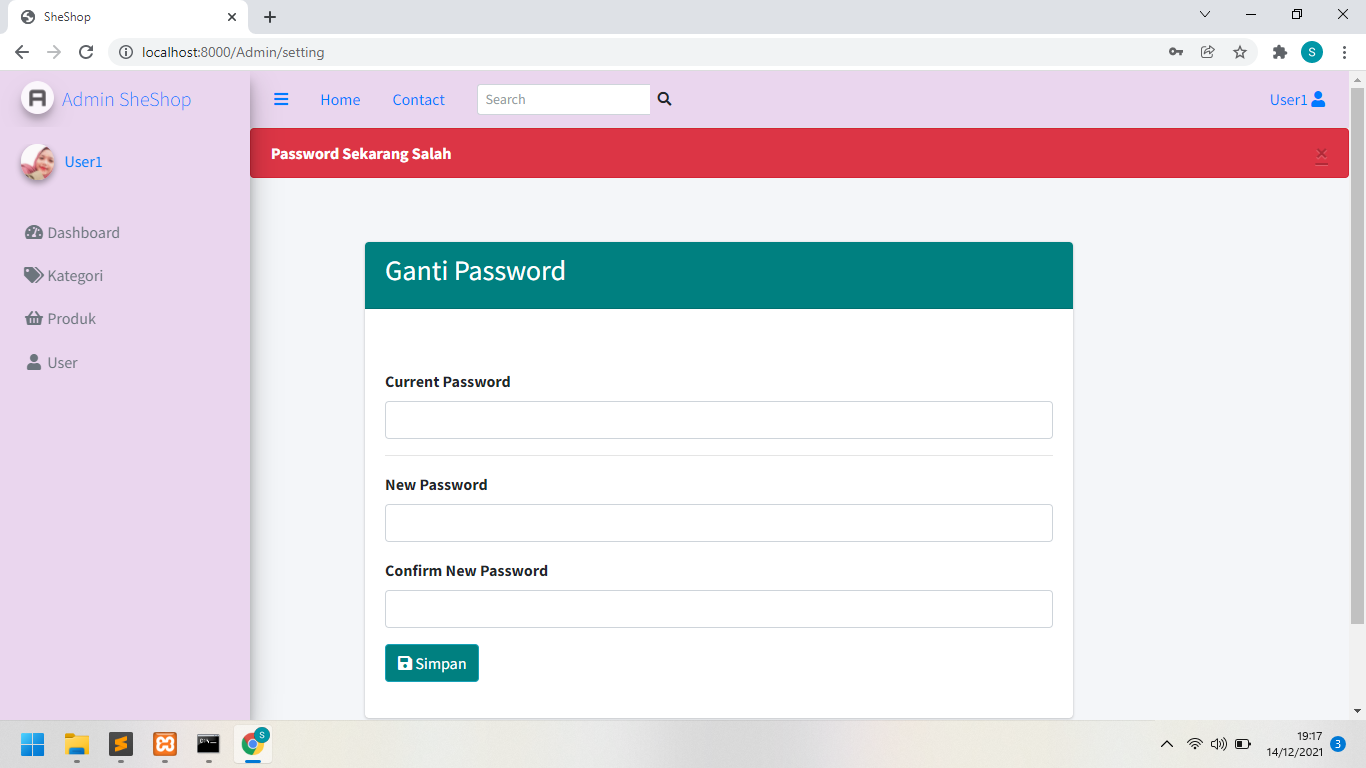 SheShop
localhost:8000/Admin/setting
S
A Admin SheShop
Home
Contact
Search
User1
Password Sekarang Salah
×
User1
Dashboard
Kategori
Produk
User
Ganti Password
Current Password
New Password
Confirm New Password
Simpan
S
19:17
14/12/2021
3